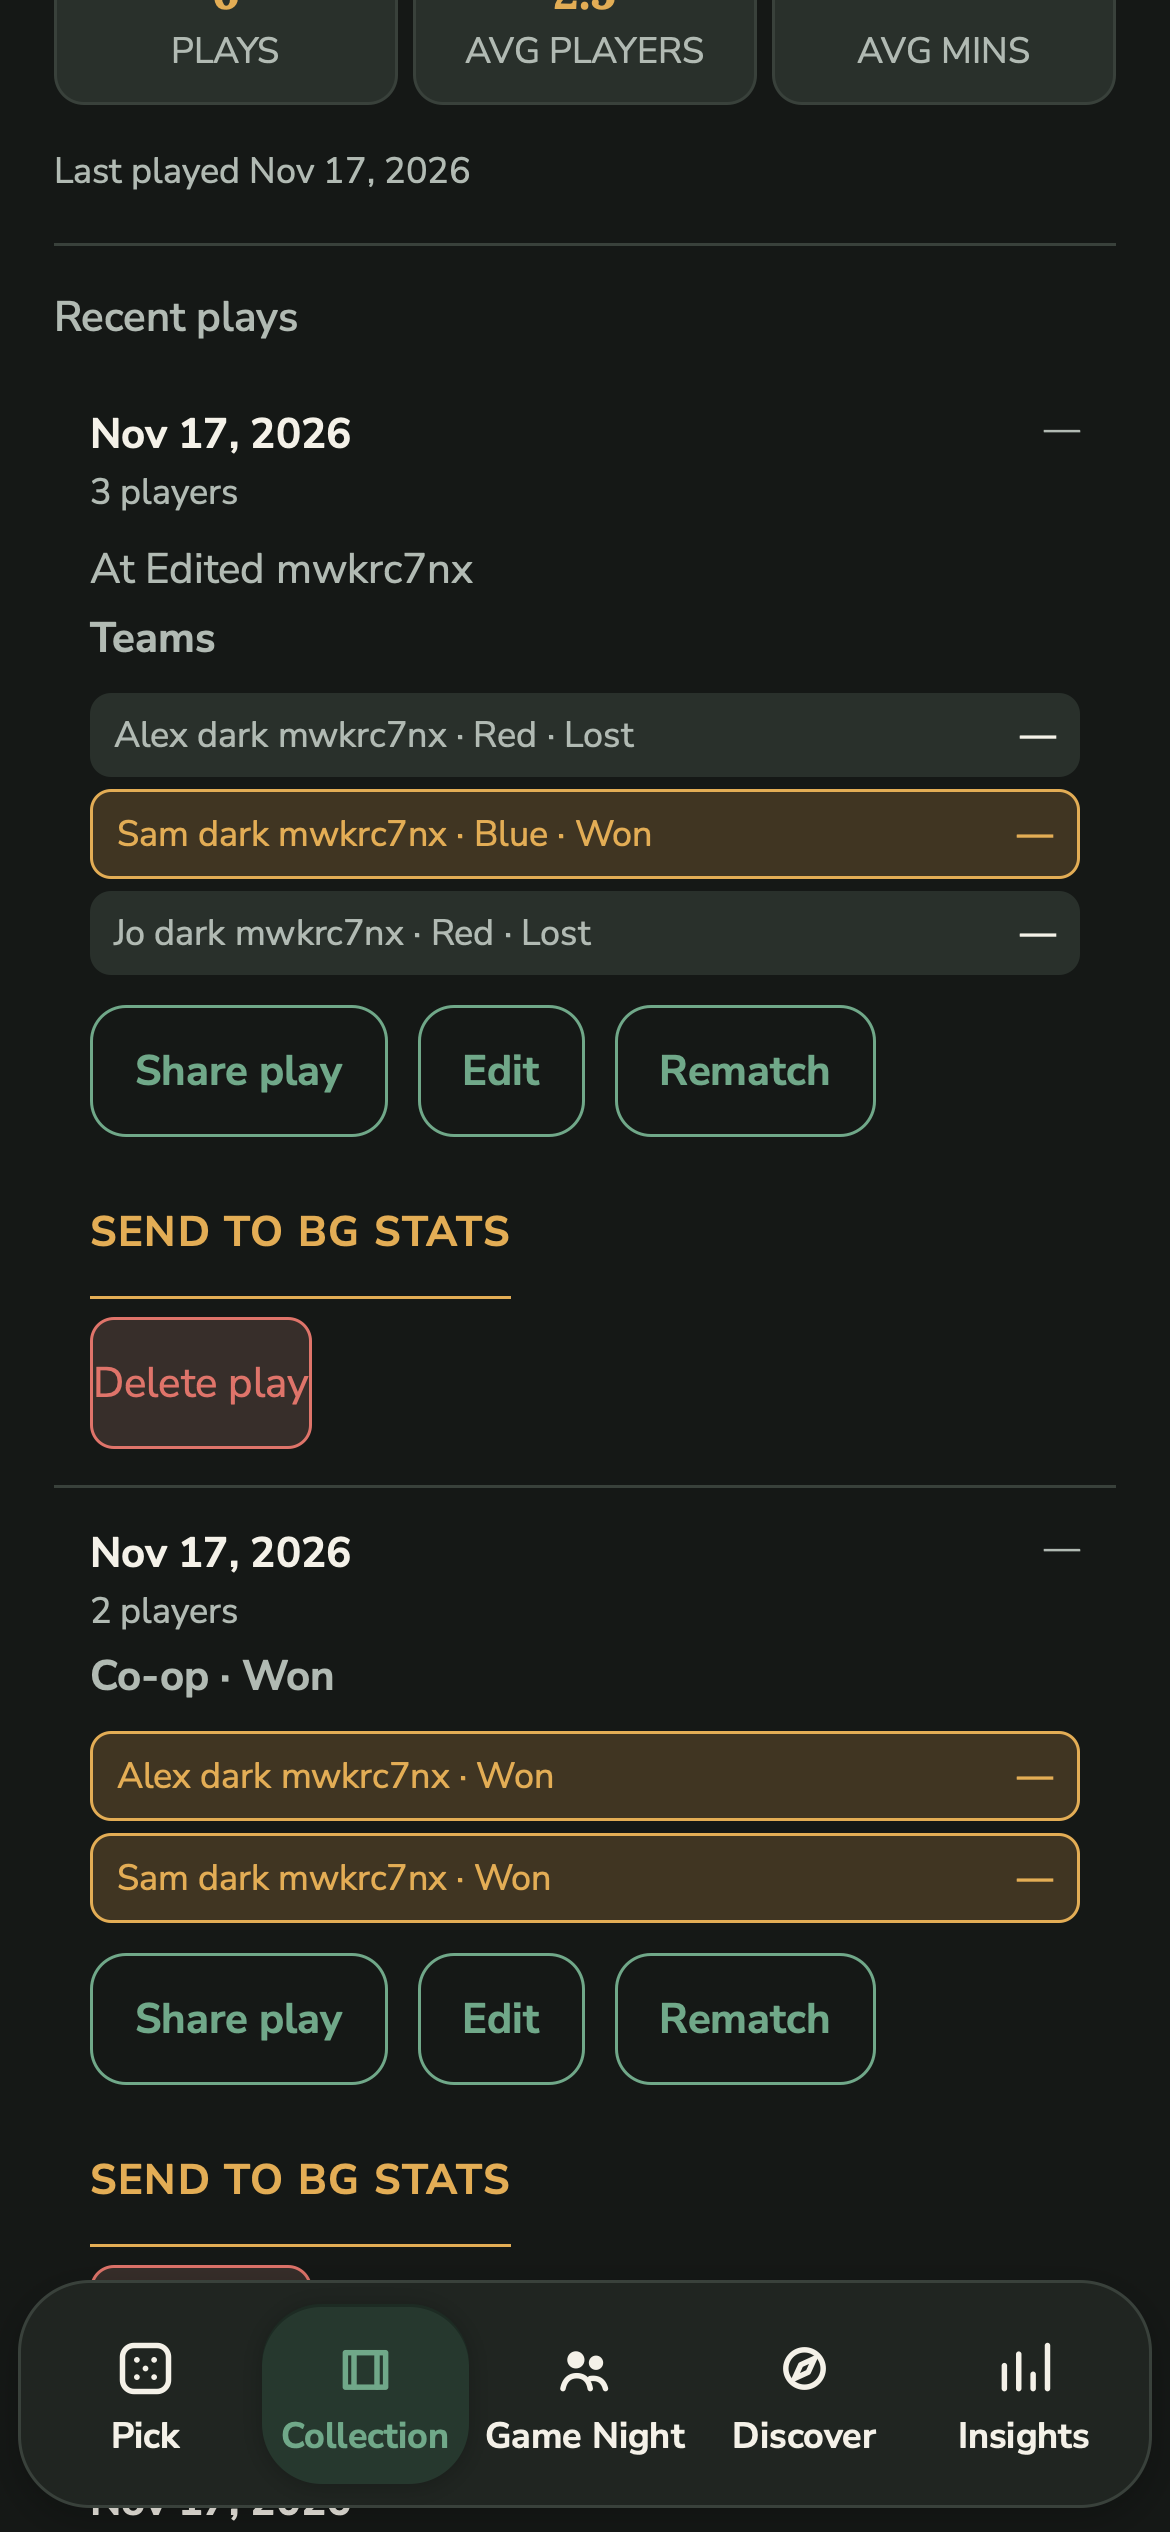 PLAYS
AVG PLAYERS
AVG MINS
Last played Nov 17, 2026
Recent plays
Nov 17, 2026 —
3 players
At Edited mwkrc7nx
Teams
Alex dark mwkrc7nx · Red · Lost —
Sam dark mwkrc7nx · Blue · Won —
Jo dark mwkrc7nx · Red · Lost —
Share play
Edit
Rematch
SEND TO BG STATS
Delete play
Nov 17, 2026 —
2 players
Co-op · Won
Alex dark mwkrc7nx · Won —
Sam dark mwkrc7nx · Won —
Share play
Edit
Rematch
SEND TO BG STATS
Pick
Collection
Game Night
Discover
Insights
Nov 17, 2026